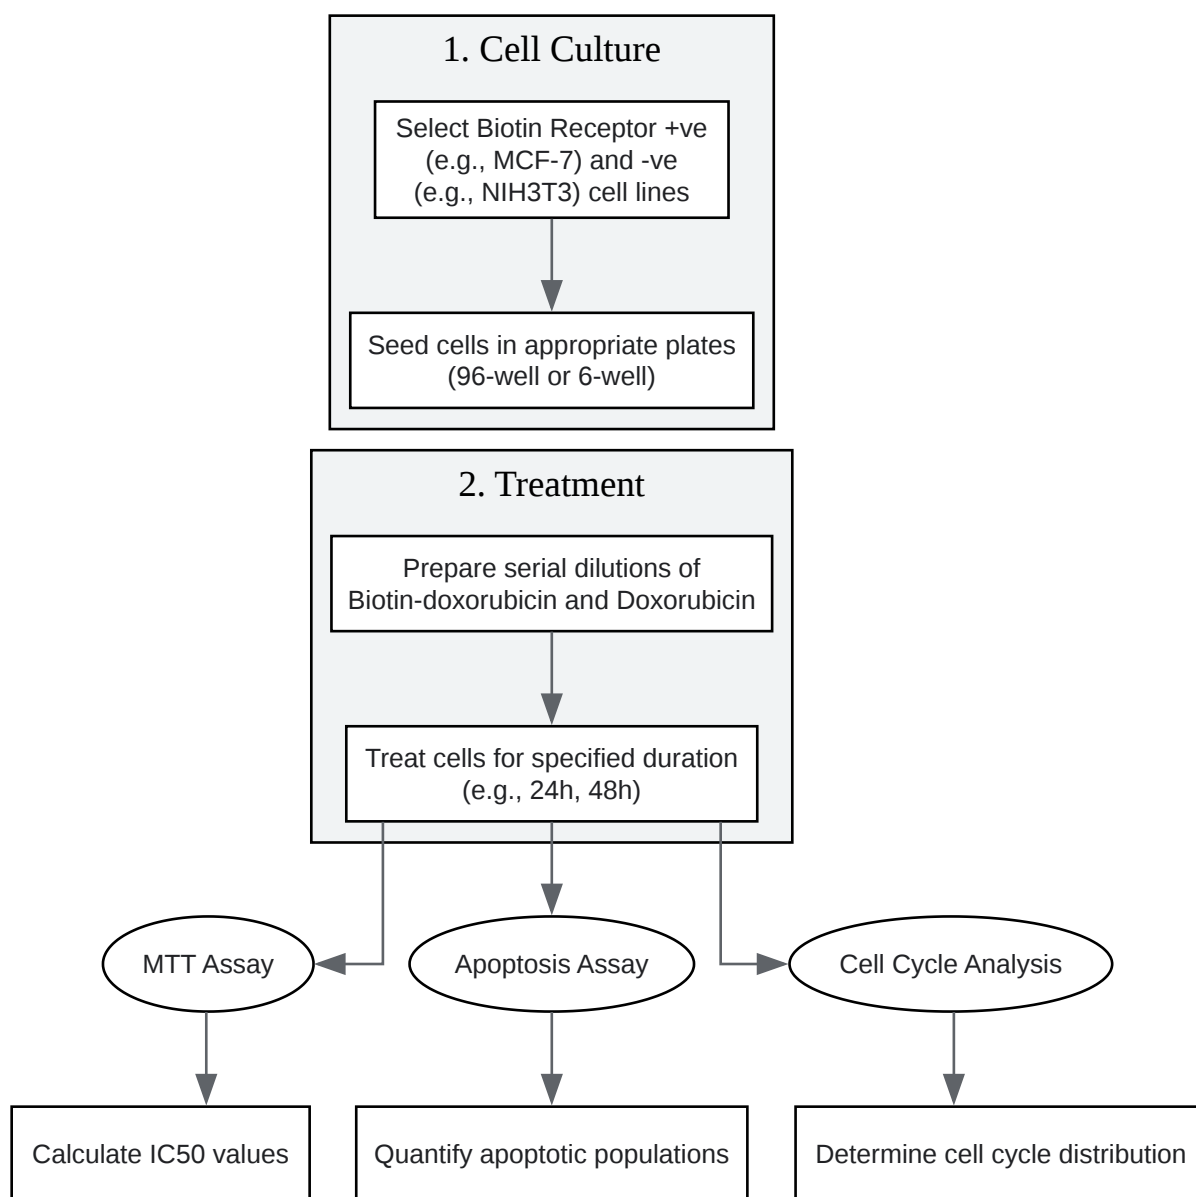 1. Cell Culture
Select Biotin Receptor +ve
(e.g., MCF-7) and -ve
(e.g., NIH3T3) cell lines
Seed cells in appropriate plates
(96-well or 6-well)
2. Treatment
Prepare serial dilutions of
Biotin-doxorubicin and Doxorubicin
Treat cells for specified duration
(e.g., 24h, 48h)
MTT Assay
Apoptosis Assay
Cell Cycle Analysis
Calculate IC50 values
Quantify apoptotic populations
Determine cell cycle distribution